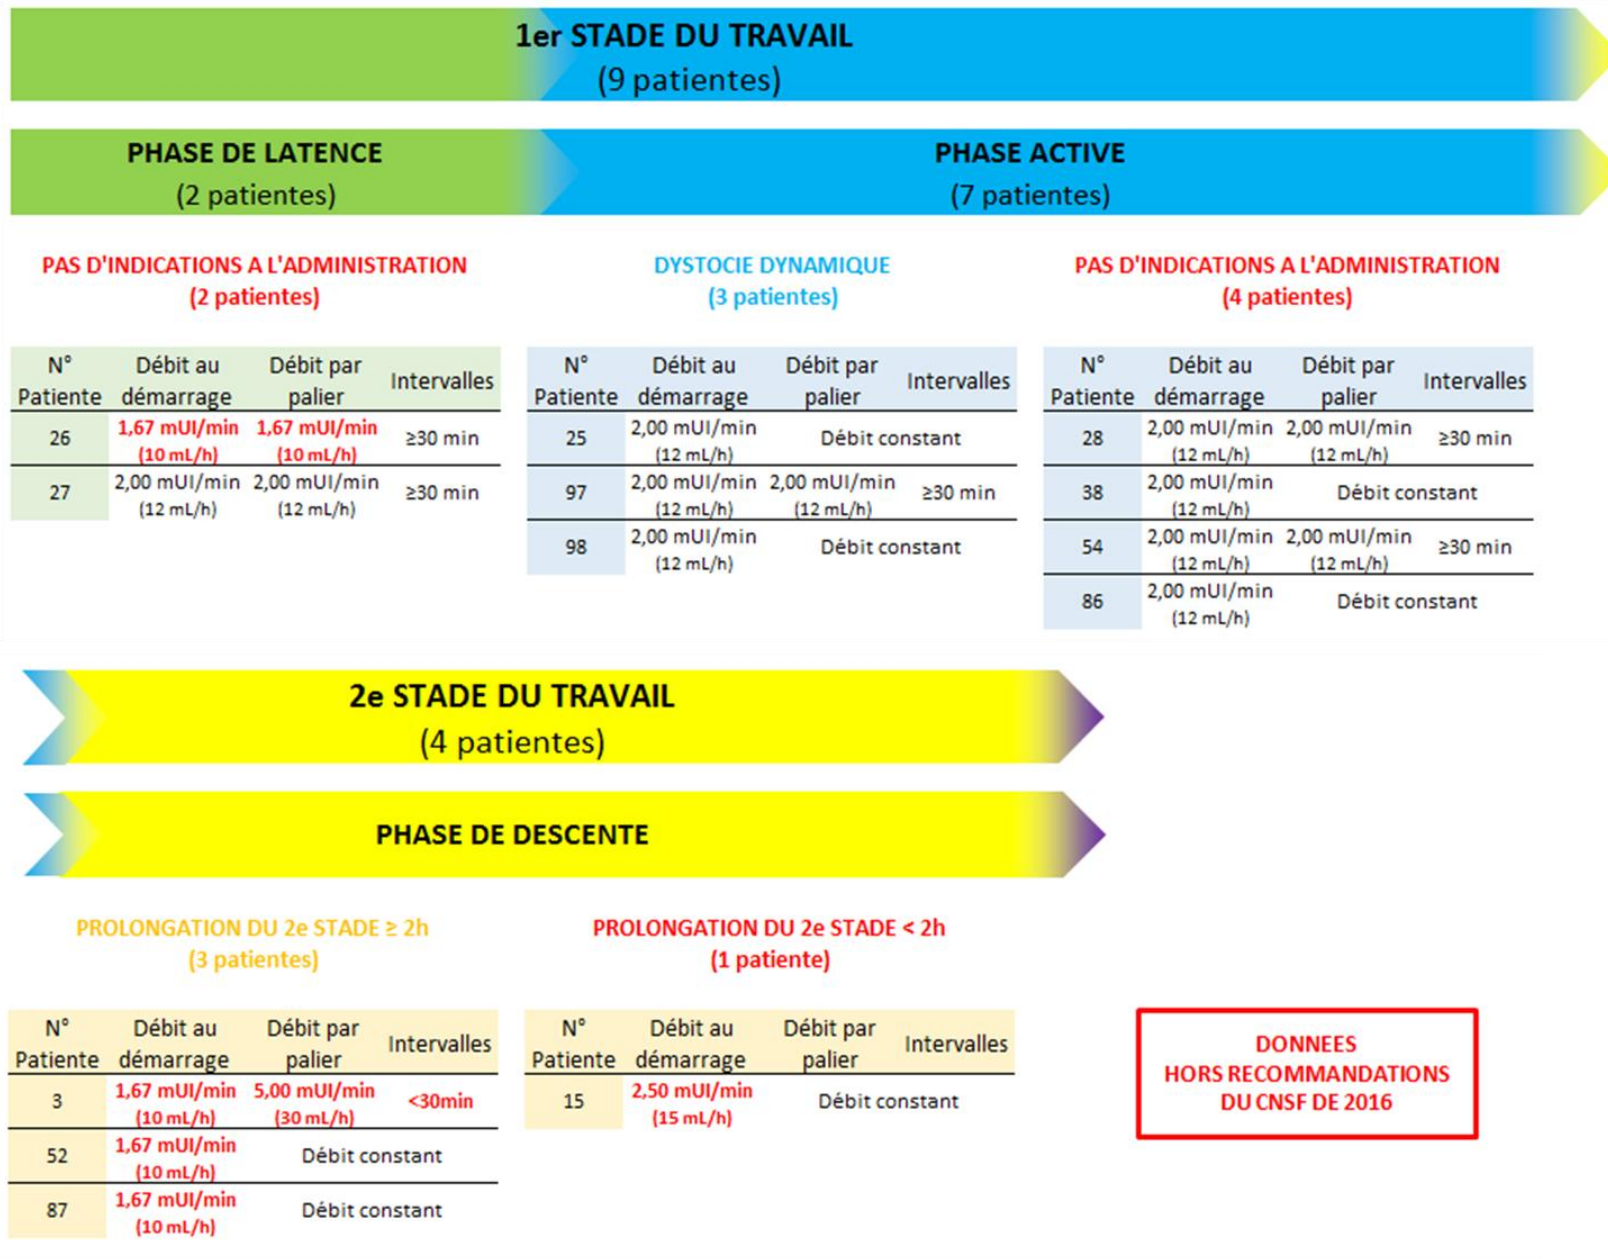 1er STADE DU TRAVAIL
(9 patientes)
PHASE DE LATENCE
(2 patientes)
PHASE ACTIVE
(7 patientes)
PAS D'INDICATIONS A L'ADMINISTRATION
(2 patientes)
N° Patiente Débit au démarrage Débit par palier Intervalles
26 1,67 mUI/min (10 mL/h) 1,67 mUI/min (10 mL/h) ≥30 min
27 2,00 mUI/min (12 mL/h) 2,00 mUI/min (12 mL/h) ≥30 min
DYSTOCIE DYNAMIQUE
(3 patientes)
N° Patiente Débit au démarrage Débit par palier Intervalles
25 2,00 mUI/min (12 mL/h) Débit constant
97 2,00 mUI/min (12 mL/h) 2,00 mUI/min (12 mL/h) ≥30 min
98 2,00 mUI/min (12 mL/h) Débit constant
PAS D'INDICATIONS A L'ADMINISTRATION
(4 patientes)
N° Patiente Débit au démarrage Débit par palier Intervalles
28 2,00 mUI/min (12 mL/h) 2,00 mUI/min (12 mL/h) ≥30 min
38 2,00 mUI/min (12 mL/h) Débit constant
54 2,00 mUI/min (12 mL/h) 2,00 mUI/min (12 mL/h) ≥30 min
86 2,00 mUI/min (12 mL/h) Débit constant
2e STADE DU TRAVAIL
(4 patientes)
PHASE DE DESCENTE
PROLONGATION DU 2e STADE ≥ 2h
(3 patientes)
N° Patiente Débit au démarrage Débit par palier Intervalles
3 1,67 mUI/min (10 mL/h) 5,00 mUI/min (30 mL/h) <30min
52 1,67 mUI/min (10 mL/h) Débit constant
87 1,67 mUI/min (10 mL/h) Débit constant
PROLONGATION DU 2e STADE < 2h
(1 patiente)
N° Patiente Débit au démarrage Débit par palier Intervalles
15 2,50 mUI/min (15 mL/h) Débit constant
DONNEES
HORS RECOMMANDATIONS
DU CNSF DE 2016